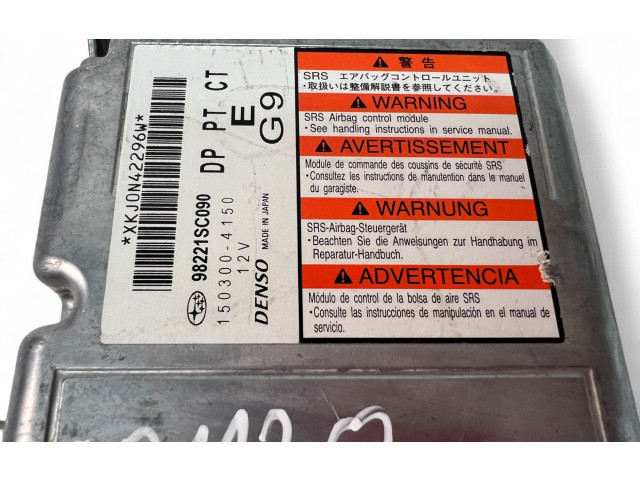 *XKJ0N42296W*
98221SC090 DP PT CT
150300-4150 E
12V G9
DENSO MADE IN JAPAN
警告
SRS エアバッグコントロールユニット
・取扱いは整備解説書を参照してください。
WARNING
SRS Airbag control module
・See handling instructions in service manual.
AVERTISSEMENT
Module de commande des coussins de sécurité SRS
・Consultez les instructions de manutention dans le manuel
du garagiste.
WARNUNG
SRS-Airbag-Steuergerät
・Beachten Sie die Anweisungen zur Handhabung im
Reparatur-Handbuch.
ADVERTENCIA
Módulo de control de la bolsa de aire SRS
・Consulte las instrucciones de manipulación en el manual de
servicio.